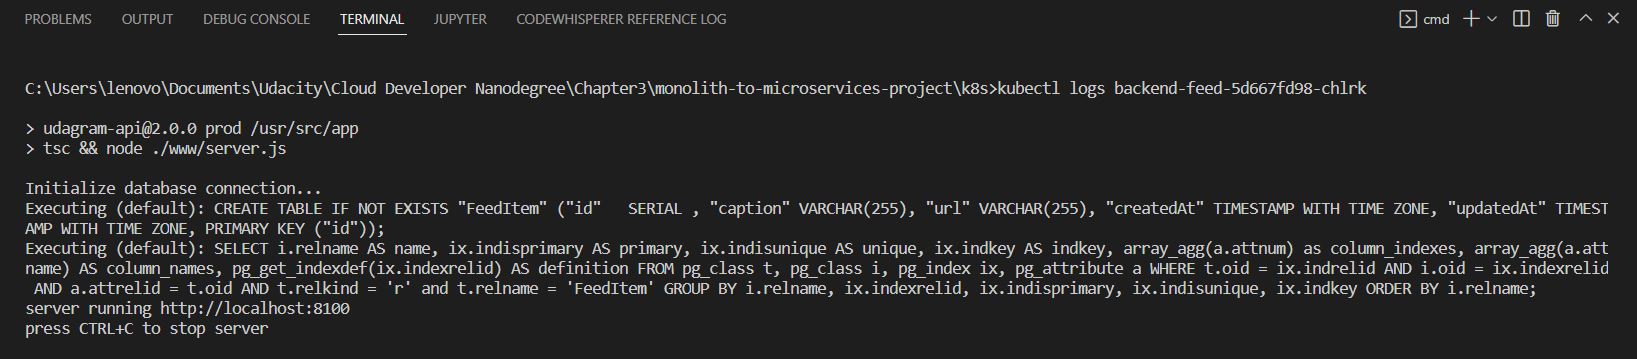 PROBLEMS OUTPUT DEBUG CONSOLE TERMINAL JUPYTER CODEWHISPERER REFERENCE LOG cmd
C:\Users\lenovo\Documents\Udacity\Cloud Developer Nanodegree\Chapter3\monolith-to-microservices-project\k8s>kubectl logs backend-feed-5d667fd98-chlrk
> udagram-api@2.0.0 prod /usr/src/app
> tsc && node ./www/server.js
Initialize database connection...
Executing (default): CREATE TABLE IF NOT EXISTS "FeedItem" ("id"   SERIAL , "caption" VARCHAR(255), "url" VARCHAR(255), "createdAt" TIMESTAMP WITH TIME ZONE, "updatedAt" TIMEST
AMP WITH TIME ZONE, PRIMARY KEY ("id"));
Executing (default): SELECT i.relname AS name, ix.indisprimary AS primary, ix.indisunique AS unique, ix.indkey AS indkey, array_agg(a.attnum) as column_indexes, array_agg(a.att
name) AS column_names, pg_get_indexdef(ix.indexrelid) AS definition FROM pg_class t, pg_class i, pg_index ix, pg_attribute a WHERE t.oid = ix.indrelid AND i.oid = ix.indexrelid
 AND a.attrelid = t.oid AND t.relkind = 'r' and t.relname = 'FeedItem' GROUP BY i.relname, ix.indexrelid, ix.indisprimary, ix.indisunique, ix.indkey ORDER BY i.relname;
server running http://localhost:8100
press CTRL+C to stop server